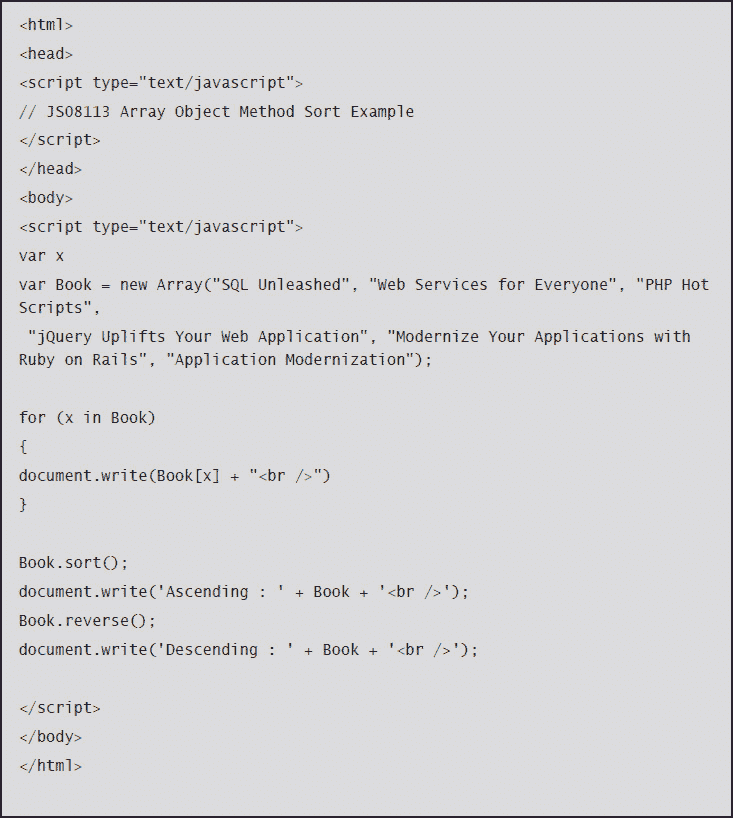 <html>
<head>
<script type="text/javascript">
// JS08113 Array Object Method Sort Example
</script>
</head>
<body>
<script type="text/javascript">
var x
var Book = new Array("SQL Unleashed", "Web Services for Everyone", "PHP Hot
Scripts",
 "jQuery Uplifts Your Web Application", "Modernize Your Applications with
Ruby on Rails", "Application Modernization");
for (x in Book)
{
document.write(Book[x] + "<br />")
}
Book.sort();
document.write('Ascending : ' + Book + '<br />');
Book.reverse();
document.write('Descending : ' + Book + '<br />');
</script>
</body>
</html>